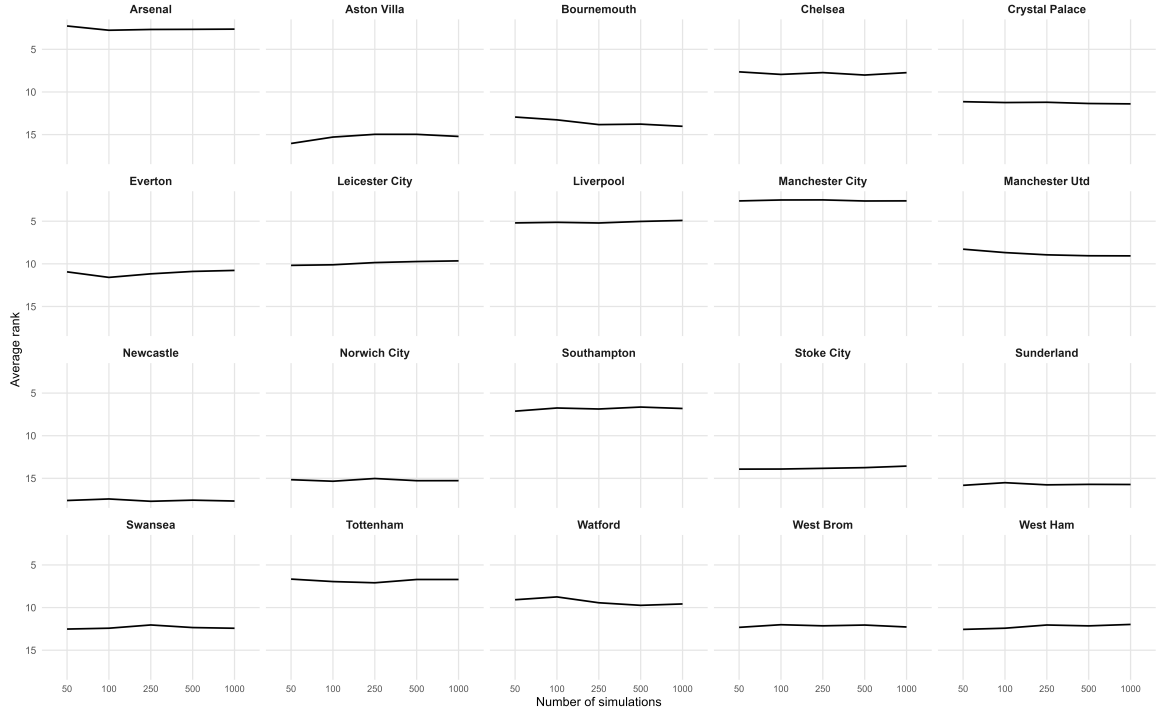 Arsenal Aston Villa Bournemouth Chelsea Crystal Palace
5
10
15
Everton Leicester City Liverpool Manchester City Manchester Utd
5
10
15
Average rank
Newcastle Norwich City Southampton Stoke City Sunderland
5
10
15
Swansea Tottenham Watford West Brom West Ham
5
10
15
50 100 250 500 1000 50 100 250 500 1000 50 100 250 500 1000 50 100 250 500 1000 50 100 250 500 1000
Number of simulations